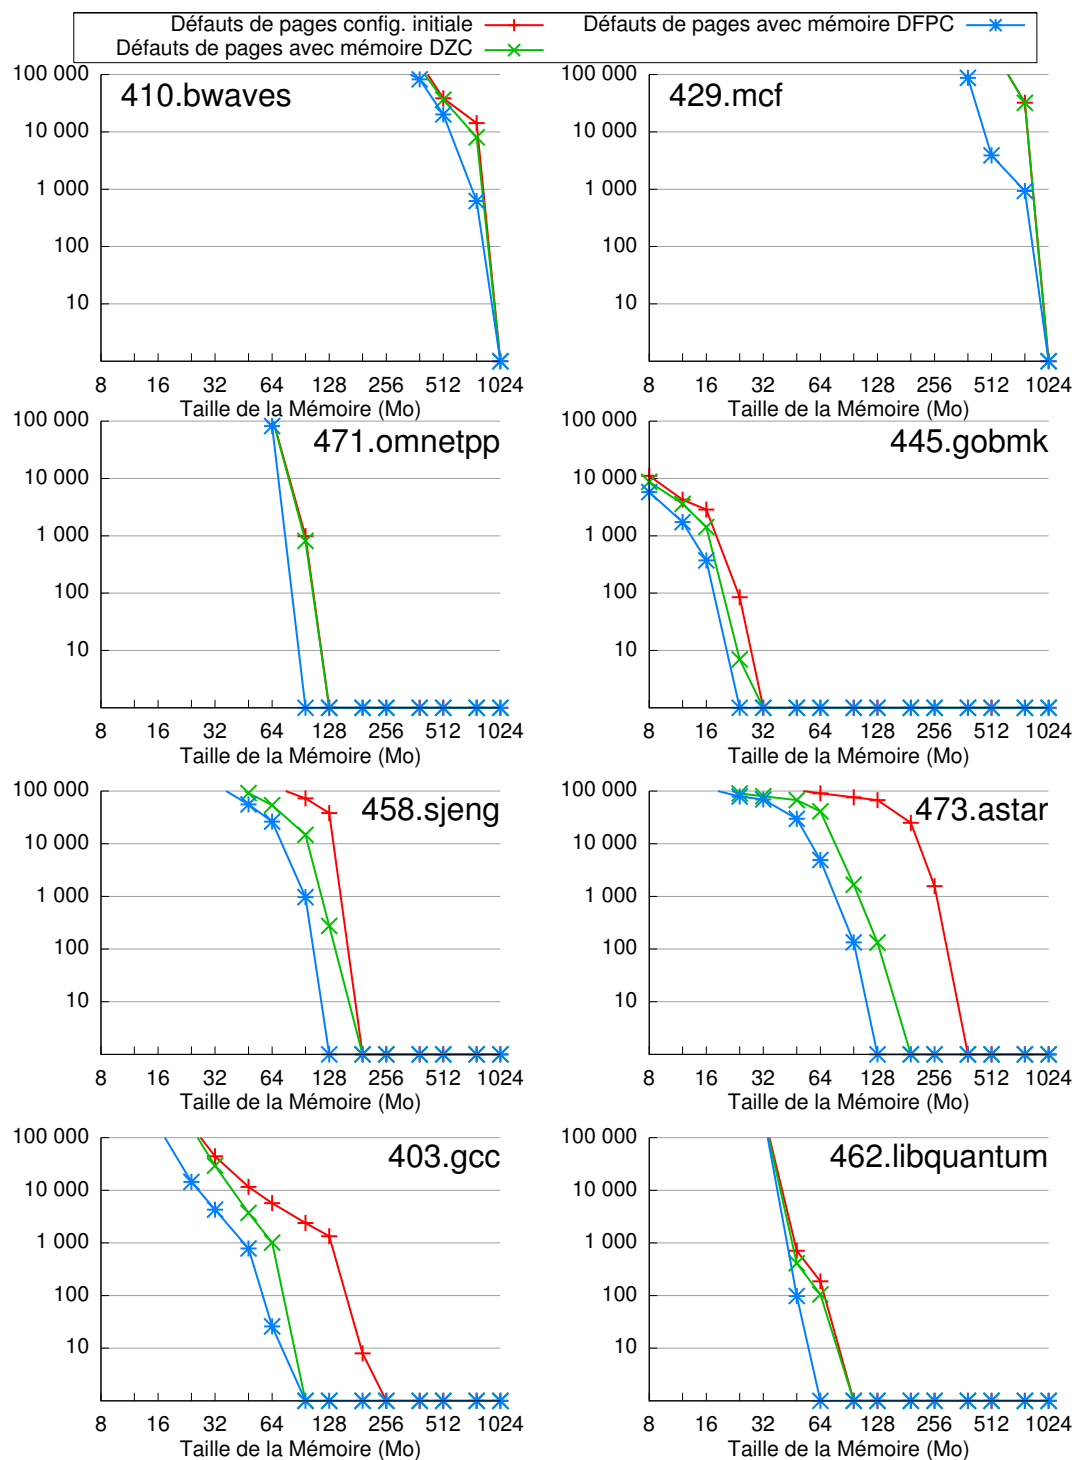 Défauts de pages config. initiale
Défauts de pages avec mémoire DZC
Défauts de pages avec mémoire DFPC
410.bwaves
100 000
10 000
1 000
100
10
8 16 32 64 128 256 512 1024
Taille de la Mémoire (Mo)
429.mcf
100 000
10 000
1 000
100
10
8 16 32 64 128 256 512 1024
Taille de la Mémoire (Mo)
471.omnetpp
100 000
10 000
1 000
100
10
8 16 32 64 128 256 512 1024
Taille de la Mémoire (Mo)
445.gobmk
100 000
10 000
1 000
100
10
8 16 32 64 128 256 512 1024
Taille de la Mémoire (Mo)
458.sjeng
100 000
10 000
1 000
100
10
8 16 32 64 128 256 512 1024
Taille de la Mémoire (Mo)
473.astar
100 000
10 000
1 000
100
10
8 16 32 64 128 256 512 1024
Taille de la Mémoire (Mo)
403.gcc
100 000
10 000
1 000
100
10
8 16 32 64 128 256 512 1024
Taille de la Mémoire (Mo)
462.libquantum
100 000
10 000
1 000
100
10
8 16 32 64 128 256 512 1024
Taille de la Mémoire (Mo)